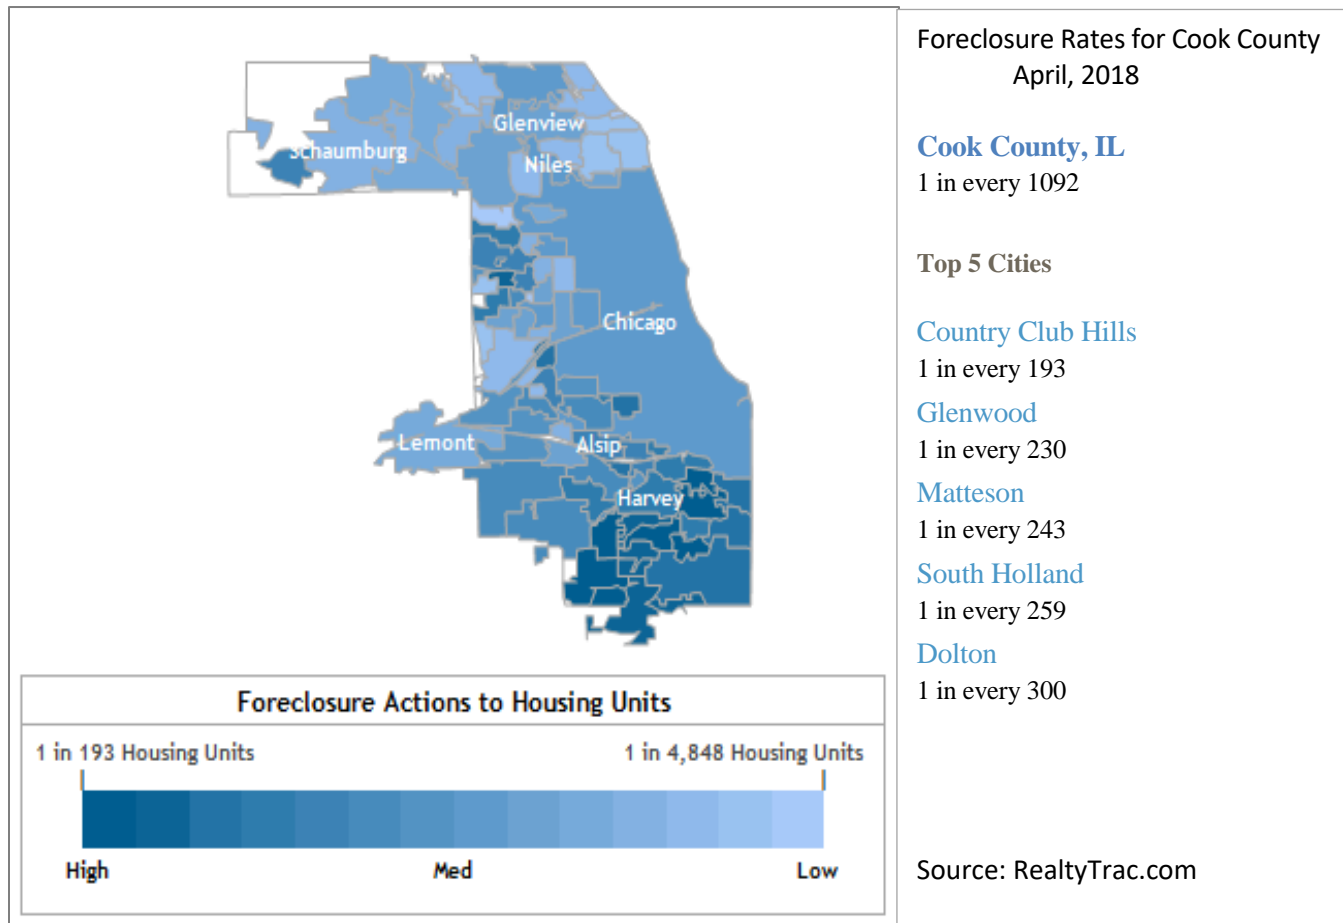 Glenview
Schaumburg
Niles
Chicago
Lemont
Alsip
Harvey
Foreclosure Actions to Housing Units
1 in 193 Housing Units
1 in 4,848 Housing Units
High
Med
Low
Foreclosure Rates for Cook County
April, 2018
Cook County, IL
1 in every 1092
Top 5 Cities
Country Club Hills
1 in every 193
Glenwood
1 in every 230
Matteson
1 in every 243
South Holland
1 in every 259
Dolton
1 in every 300
Source: RealtyTrac.com